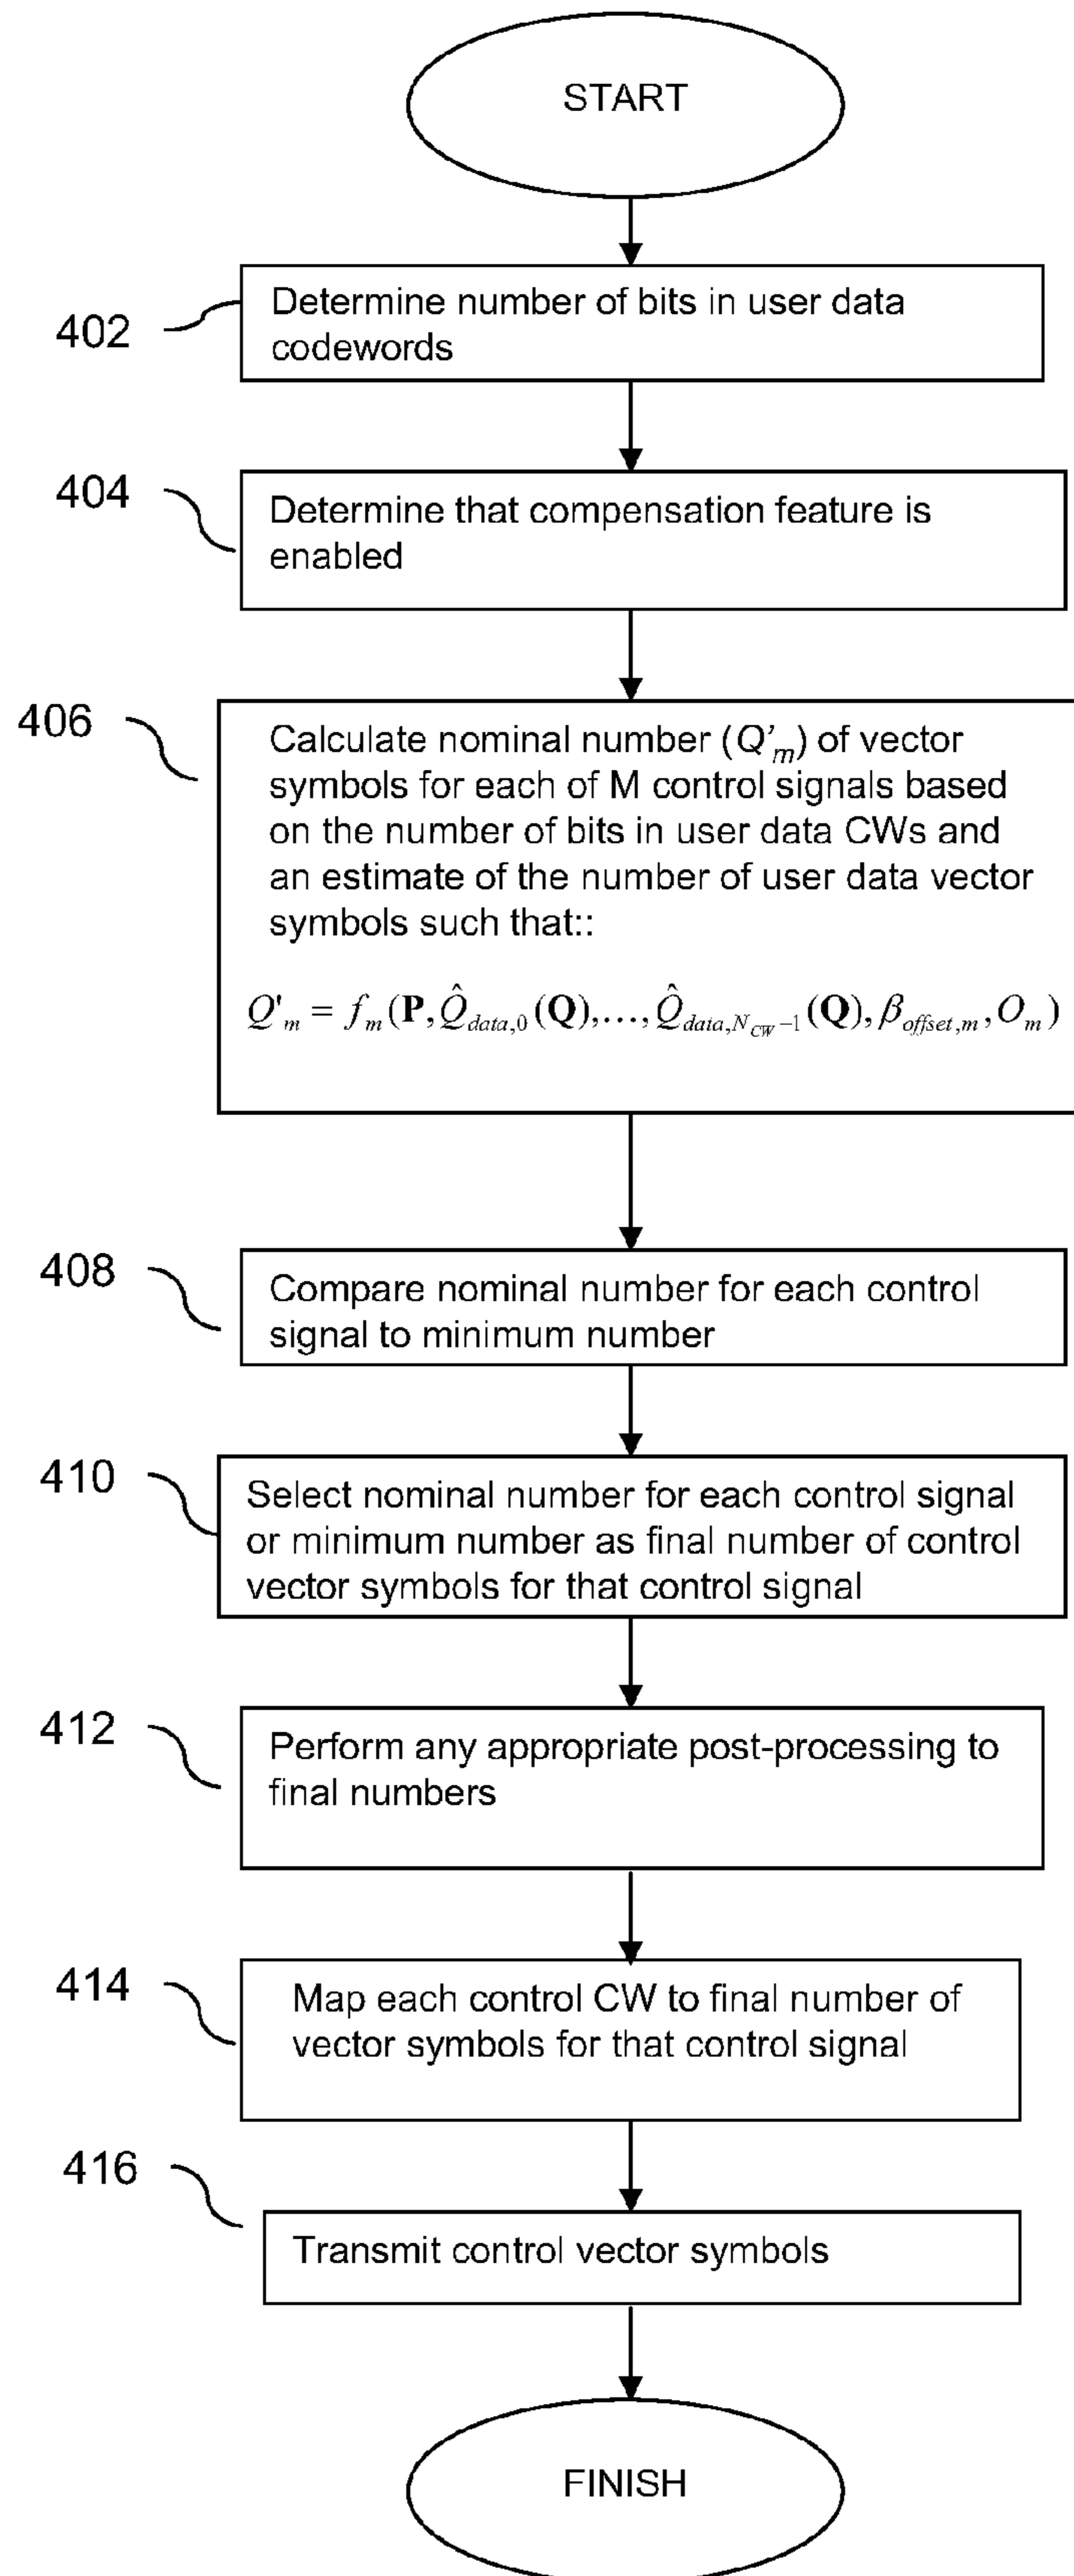 START
402
Determine number of bits in user data
codewords
404
Determine that compensation feature is
enabled
406
Calculate nominal number (Q'm) of vector
symbols for each of M control signals based
on the number of bits in user data CWs and
an estimate of the number of user data vector
symbols such that::
Q'm = fm(P, Q̂data,0(Q),..., Q̂data,NCW−1(Q), βoffset,m, Om)
408
Compare nominal number for each control
signal to minimum number
410
Select nominal number for each control signal
or minimum number as final number of control
vector symbols for that control signal
412
Perform any appropriate post-processing to
final numbers
414
Map each control CW to final number of
vector symbols for that control signal
416
Transmit control vector symbols
FINISH